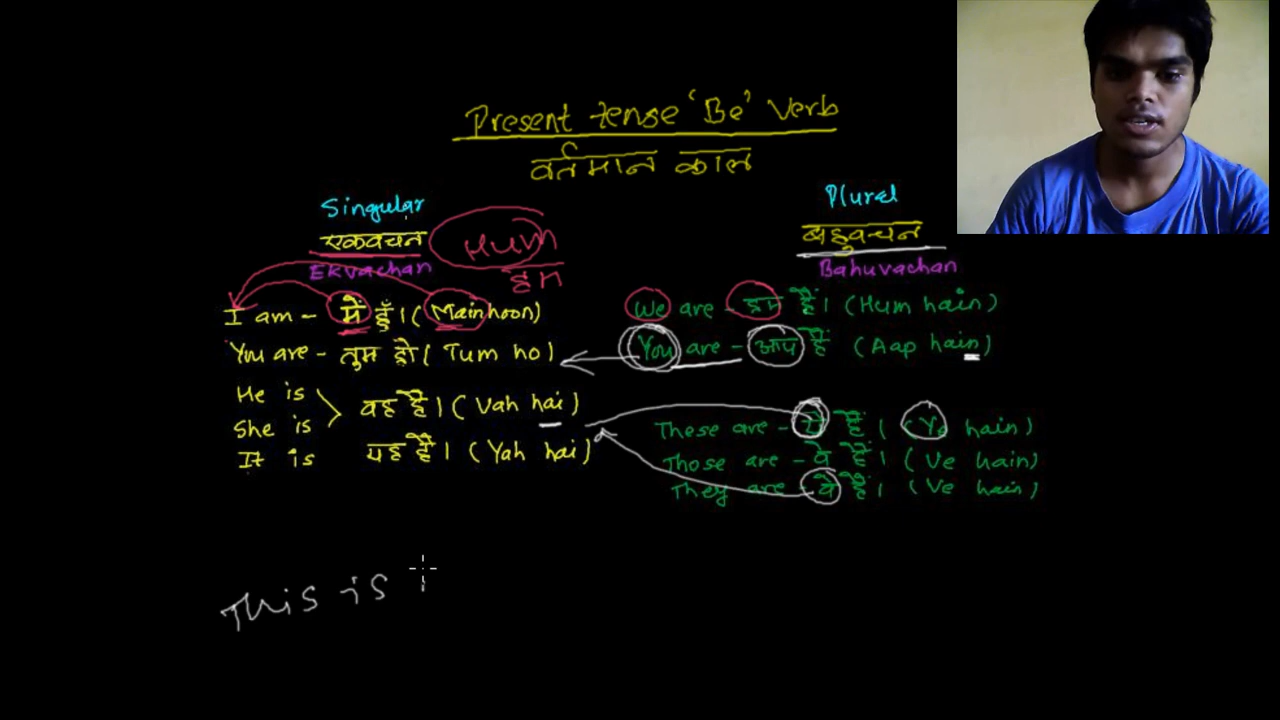 Present tense 'Be' Verb
वर्तमान काल
Singular
एकवचन
Ekvachan
Hum
हम
I am - मैं हूँ। (Main hoon)
You are - तुम हो (Tum ho)
He is
She is
It is
वह है। (Vah hai)
यह है। (Yah hai)
Plural
बहुवचन
Bahuvachan
We are - हम हैं। (Hum hain)
You are - आप हैं (Aap hain)
These are - ये हैं। (Ye hain)
Those are - वे हैं। (Ve hain)
They are - वे हैं। (Ve hain)
This is